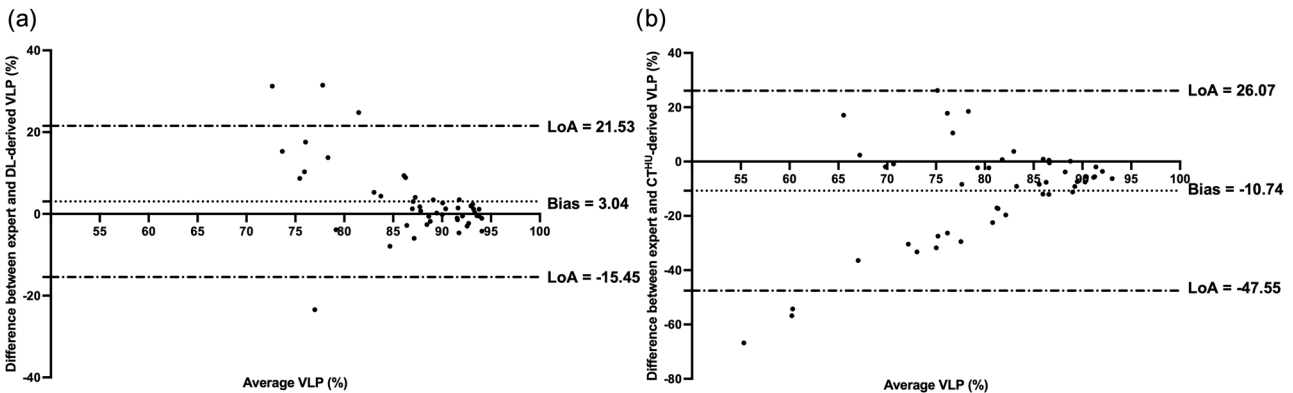 (a)
Difference between expert and DL-derived VLP (%)
40
20
0
-20
-40
55 60 65 70 75 80 85 90 95 100
LoA = 21.53
Bias = 3.04
LoA = -15.45
Average VLP (%)
(b)
Difference between expert and CTᴴᵁ-derived VLP (%)
40
20
0
-20
-40
-60
-80
55 60 65 70 75 80 85 90 95 100
LoA = 26.07
Bias = -10.74
LoA = -47.55
Average VLP (%)